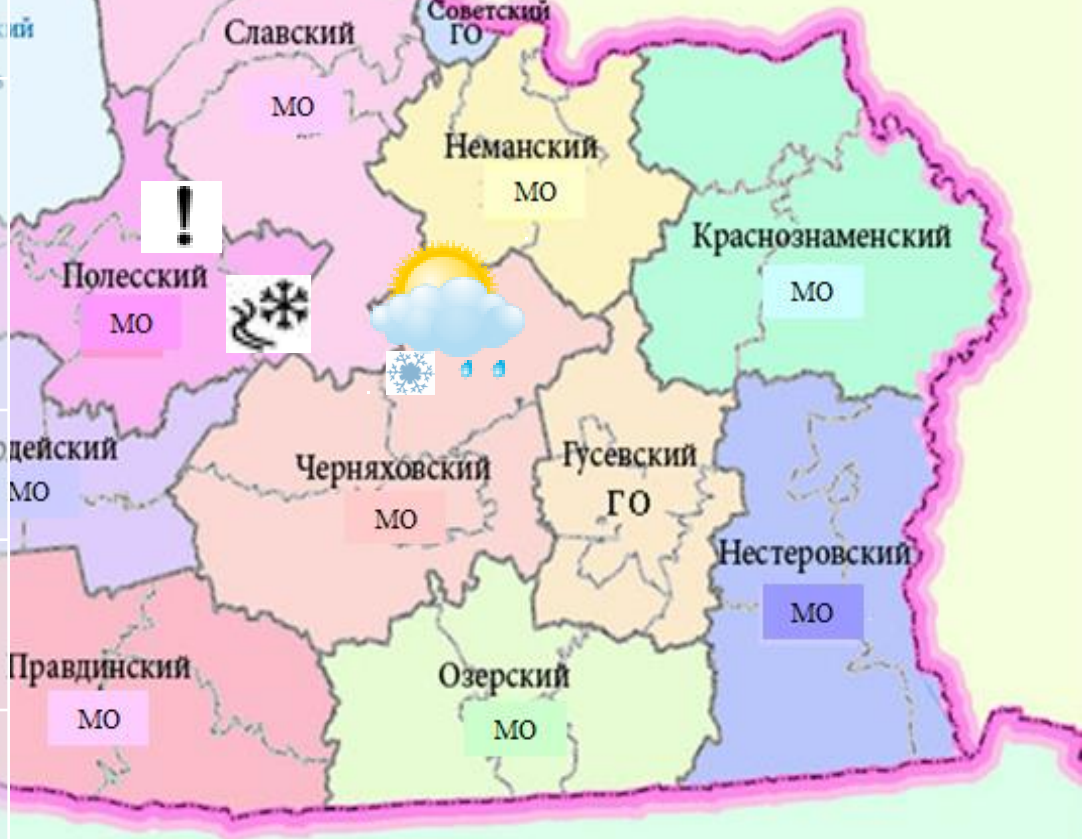 Советский
ГО
Славский
МО
Неманский
МО
Краснознаменский
МО
!
Полесский
МО
Черняховский
МО
Гусевский
ГО
Нестеровский
МО
МО
Правдинский
МО
Озерский
МО